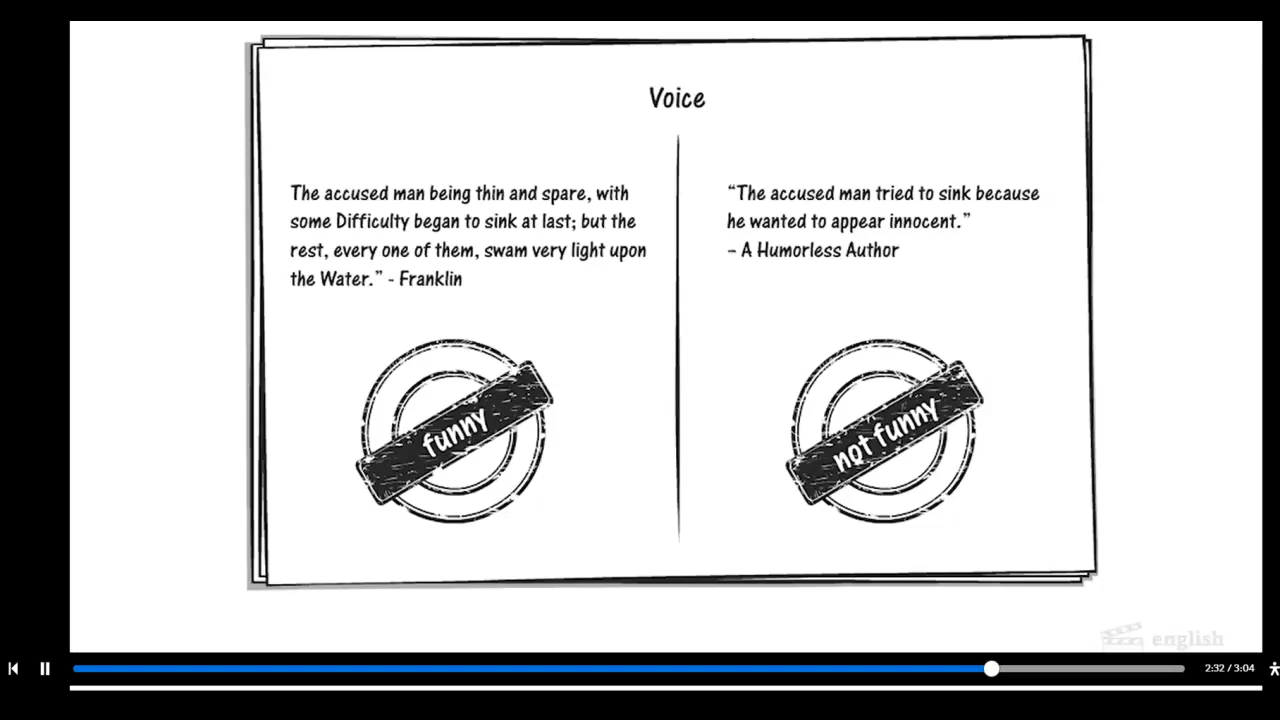 Voice
The accused man being thin and spare, with
some Difficulty began to sink at last; but the
rest, every one of them, swam very light upon
the Water.” - Franklin
“The accused man tried to sink because
he wanted to appear innocent.”
– A Humorless Author
funny
not funny
english
2:32 / 3:04